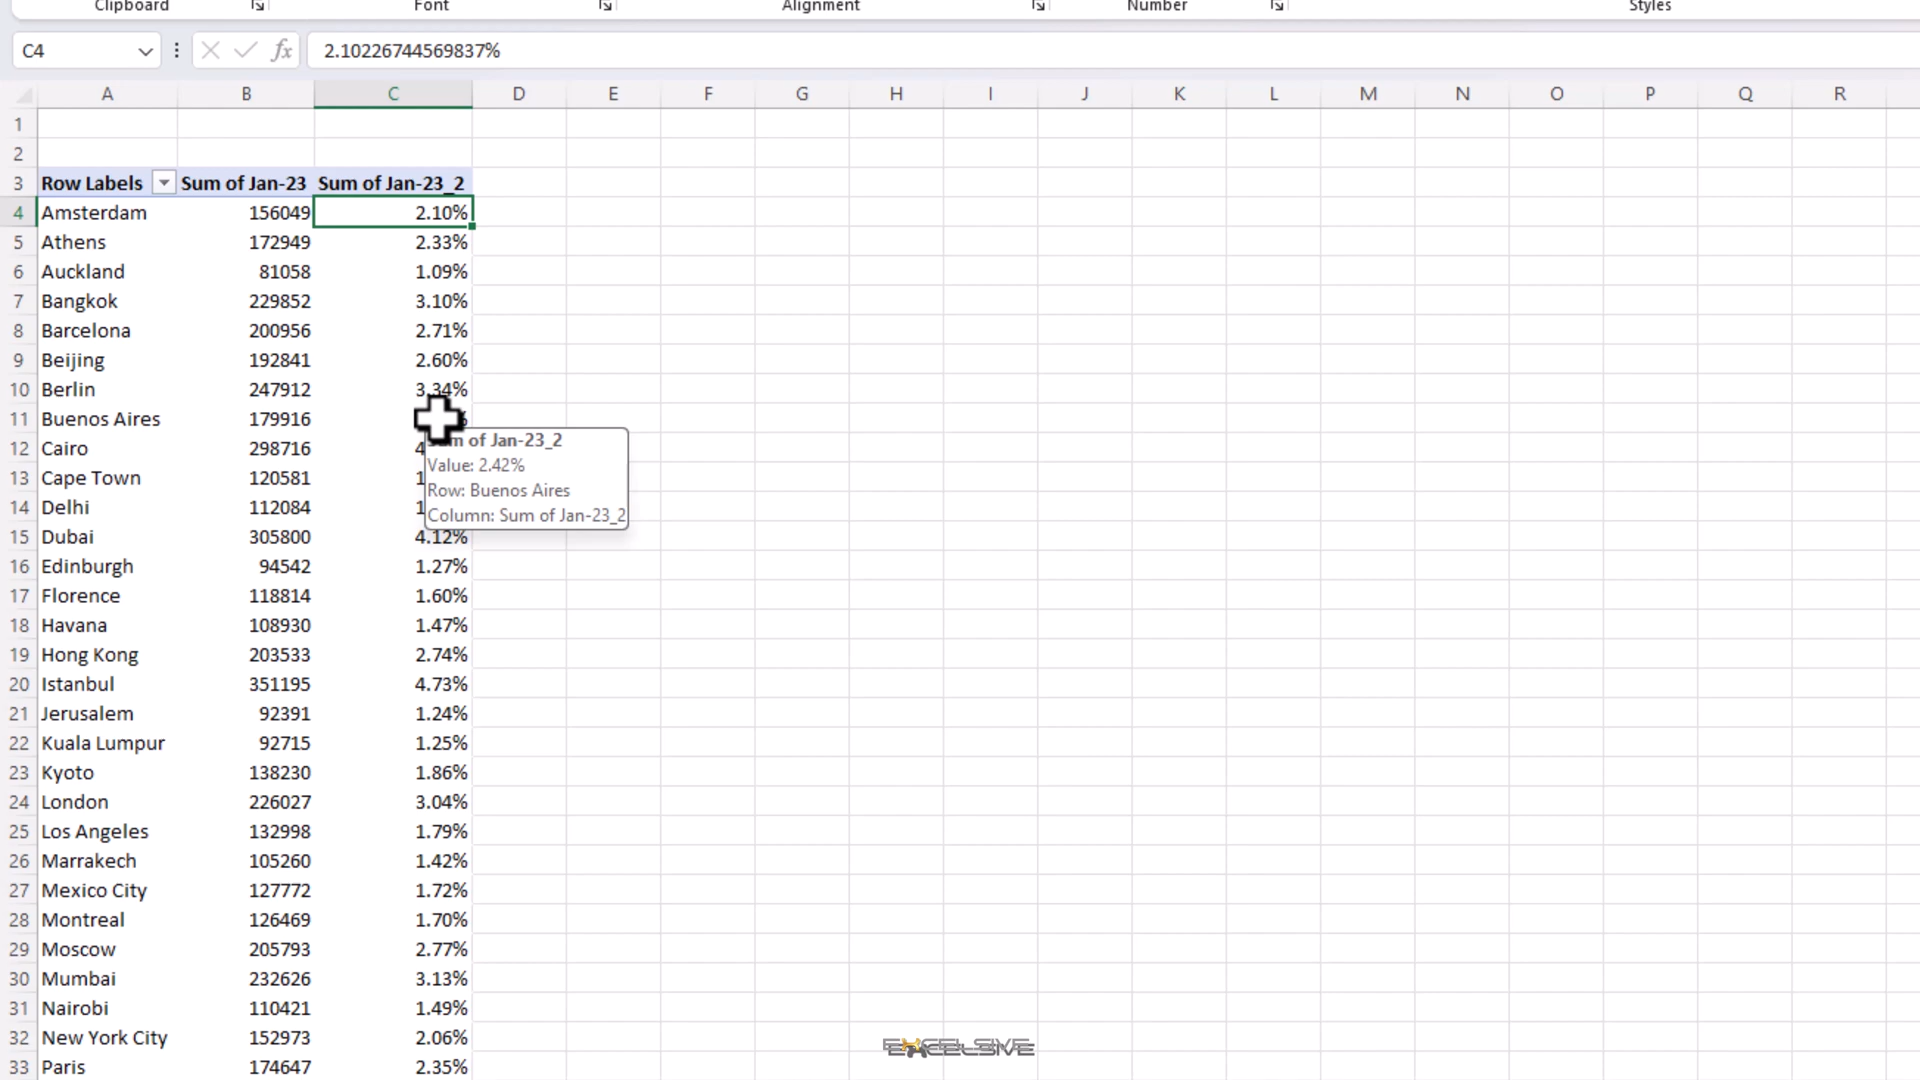 Clipboard Font Alignment Number Styles
C4 fx 2.10226744569837%
A B C D E F G H I J K L M N O P Q R
1
2
3 Row Labels Sum of Jan-23 Sum of Jan-23_2
4 Amsterdam 156049 2.10%
5 Athens 172949 2.33%
6 Auckland 81058 1.09%
7 Bangkok 229852 3.10%
8 Barcelona 200956 2.71%
9 Beijing 192841 2.60%
10 Berlin 247912 3.34%
11 Buenos Aires 179916
12 Cairo 298716 4
13 Cape Town 120581 1
14 Delhi 112084 1
15 Dubai 305800 4.12%
16 Edinburgh 94542 1.27%
17 Florence 118814 1.60%
18 Havana 108930 1.47%
19 Hong Kong 203533 2.74%
20 Istanbul 351195 4.73%
21 Jerusalem 92391 1.24%
22 Kuala Lumpur 92715 1.25%
23 Kyoto 138230 1.86%
24 London 226027 3.04%
25 Los Angeles 132998 1.79%
26 Marrakech 105260 1.42%
27 Mexico City 127772 1.72%
28 Montreal 126469 1.70%
29 Moscow 205793 2.77%
30 Mumbai 232626 3.13%
31 Nairobi 110421 1.49%
32 New York City 152973 2.06%
33 Paris 174647 2.35%
Sum of Jan-23_2
Value: 2.42%
Row: Buenos Aires
Column: Sum of Jan-23_2
EXCELSIVE